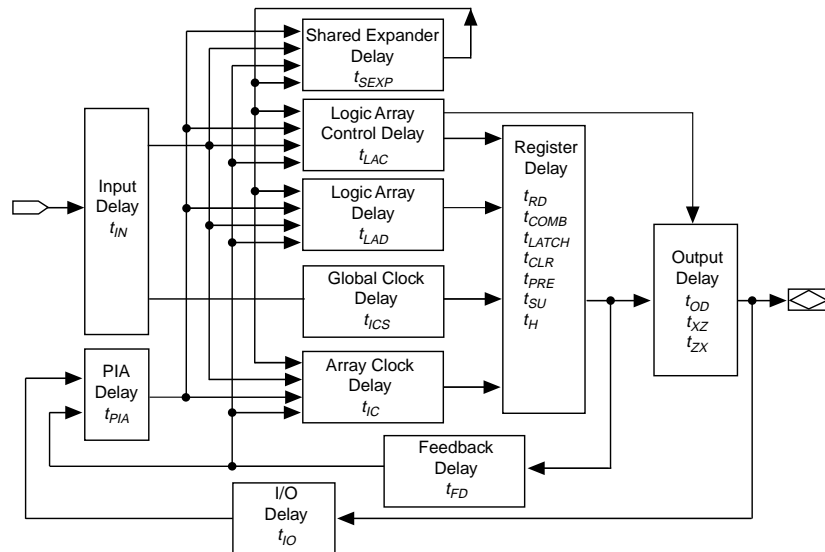 Shared Expander
Delay
tSEXP
Logic Array
Control Delay
tLAC
Register
Delay
tRD
tCOMB
tLATCH
tCLR
tPRE
tSU
tH
Input
Delay
tIN
Logic Array
Delay
tLAD
Output
Delay
tOD
tXZ
tZX
Global Clock
Delay
tICS
PIA
Delay
tPIA
Array Clock
Delay
tIC
Feedback
Delay
tFD
I/O
Delay
tIO